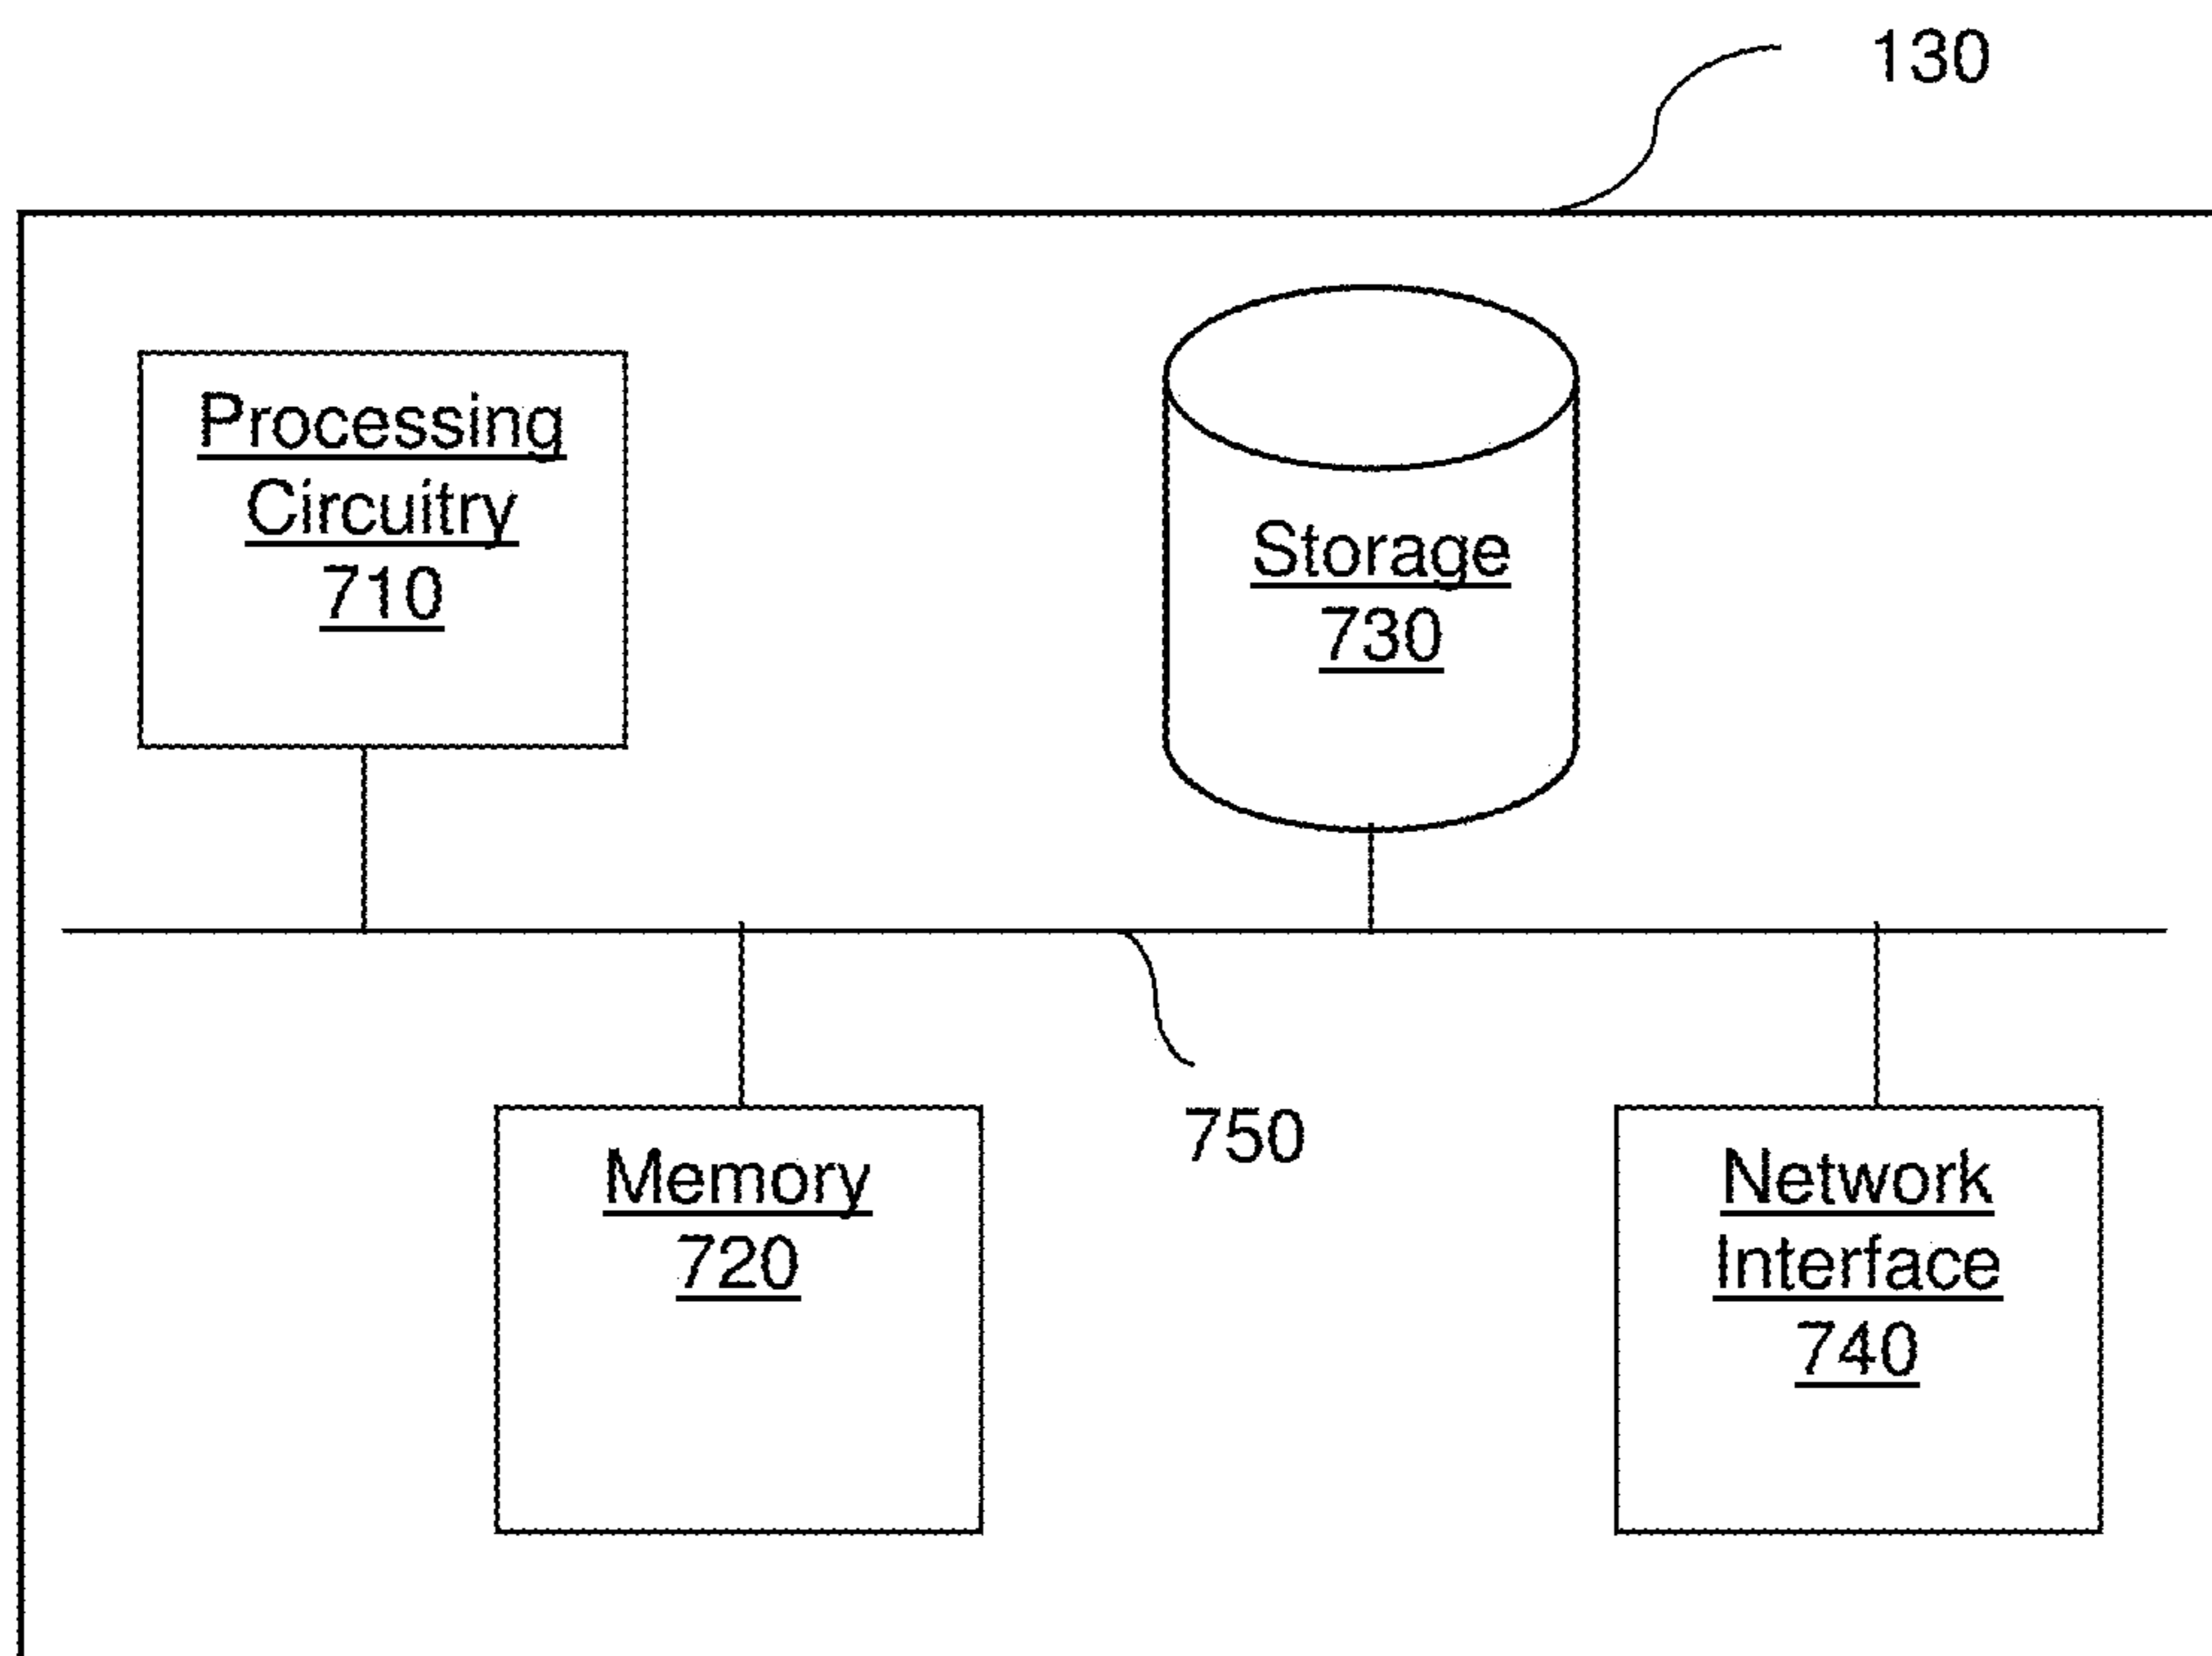 130
Processing
Circuitry
710
Storage
730
750
Memory
720
Network
Interface
740